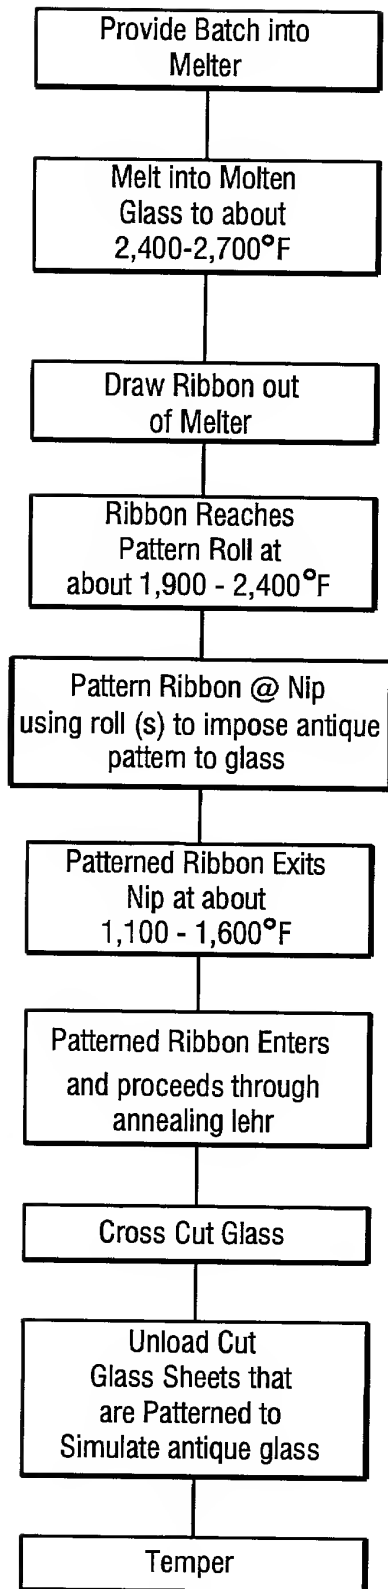 Provide Batch into
Melter
Melt into Molten
Glass to about
2,400-2,700°F
Draw Ribbon out
of Melter
Ribbon Reaches
Pattern Roll at
about 1,900 - 2,400°F
Pattern Ribbon @ Nip
using roll (s) to impose antique
pattern to glass
Patterned Ribbon Exits
Nip at about
1,100 - 1,600°F
Patterned Ribbon Enters
and proceeds through
annealing lehr
Cross Cut Glass
Unload Cut
Glass Sheets that
are Patterned to
Simulate antique glass
Temper